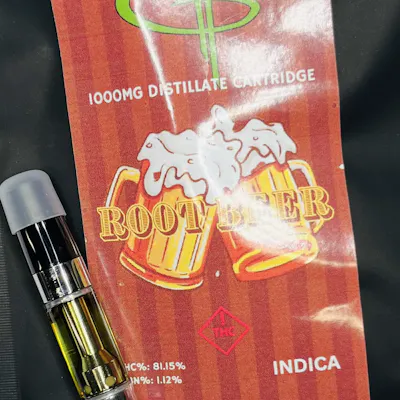 1000MG DISTILLATE CARTRIDGE
ROOT BEER
THC
INDICA
HC%: 81.15%
N%: 1.12%